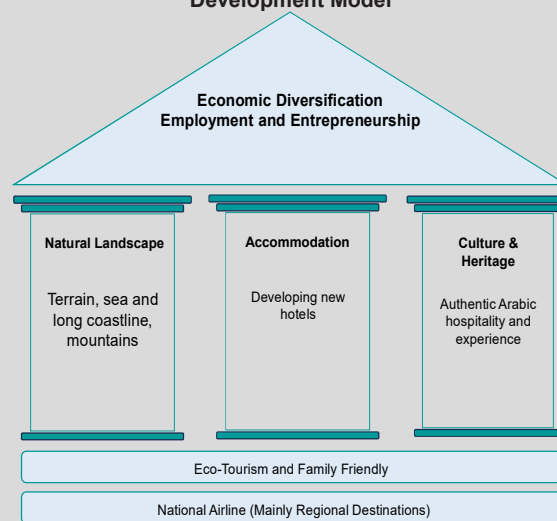 Development Model
Economic Diversification
Employment and Entrepreneurship
Natural Landscape
Terrain, sea and
long coastline,
mountains
Accommodation
Developing new
hotels
Culture &
Heritage
Authentic Arabic
hospitality and
experience
Eco-Tourism and Family Friendly
National Airline (Mainly Regional Destinations)